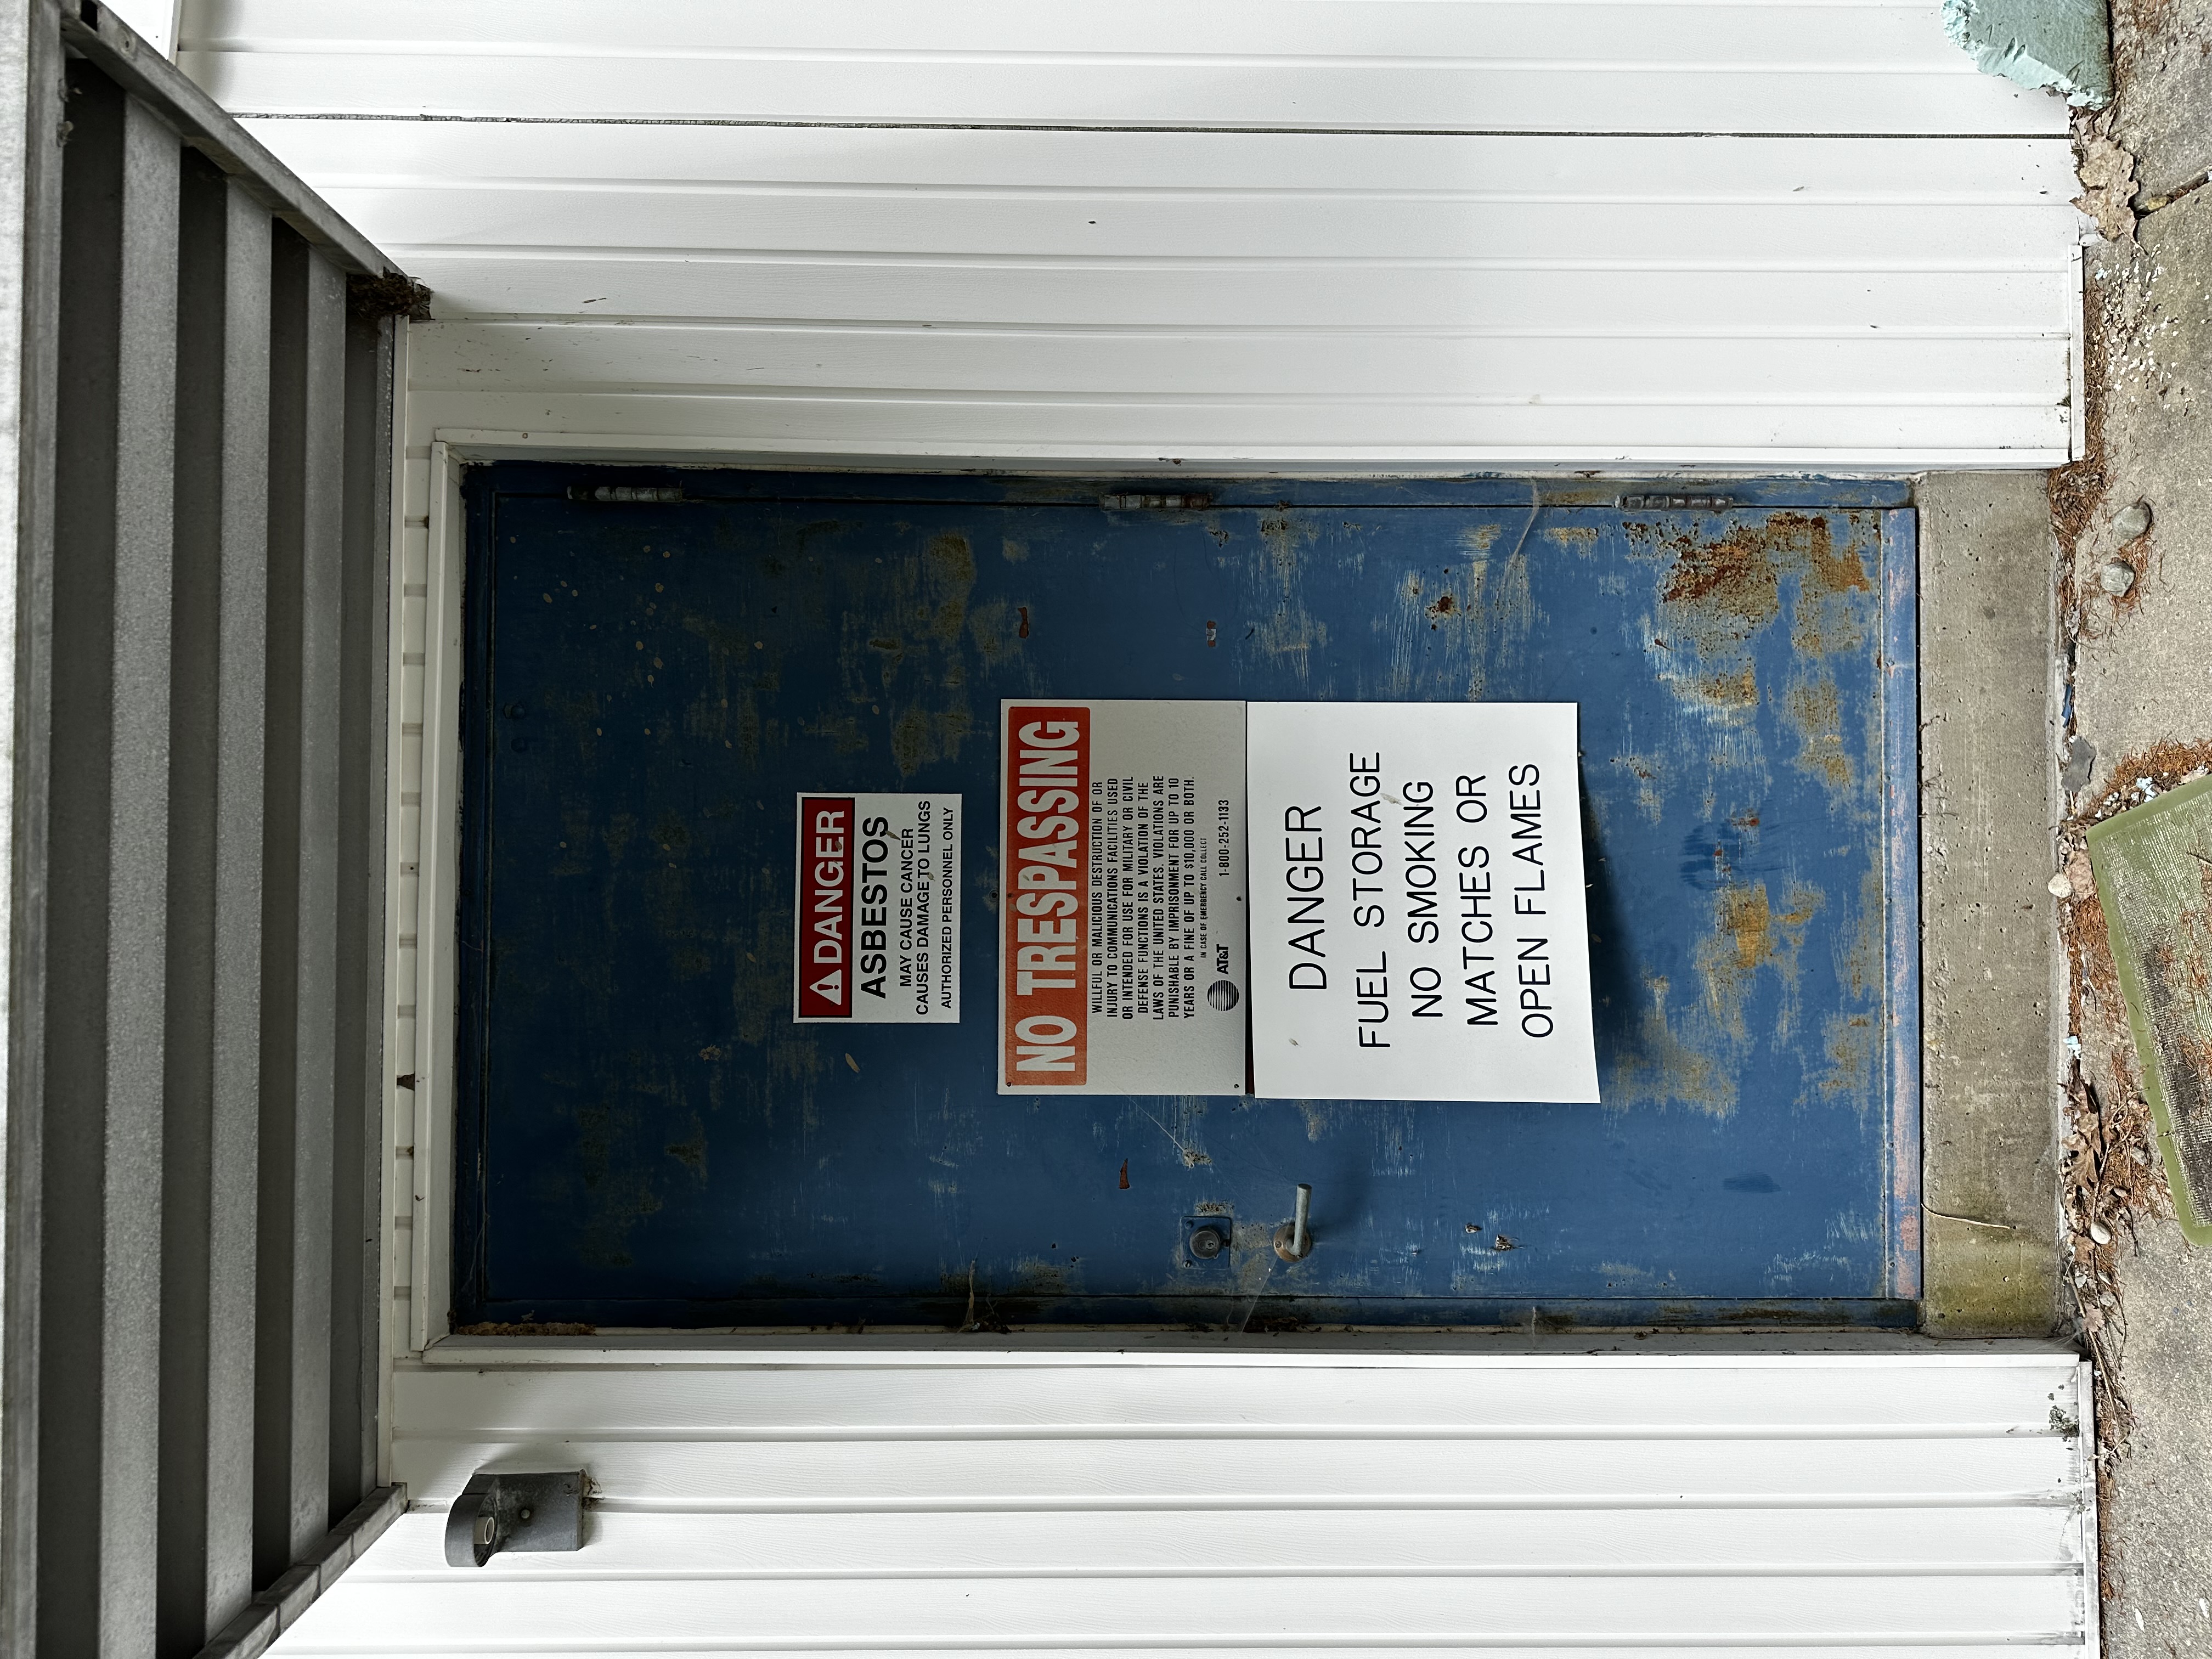 DANGER
ASBESTOS
MAY CAUSE CANCER
CAUSES DAMAGE TO LUNGS
AUTHORIZED PERSONNEL ONLY
NO TRESPASSING
WILLFUL OR MALICIOUS DESTRUCTION OF OR
INJURY TO COMMUNICATIONS FACILITIES USED
OR INTENDED FOR USE FOR MILITARY OR CIVIL
DEFENSE FUNCTIONS IS A VIOLATION OF THE
LAWS OF THE UNITED STATES. VIOLATIONS ARE
PUNISHABLE BY IMPRISONMENT FOR UP TO 10
YEARS OR A FINE OF UP TO $10,000 OR BOTH.
IN CASE OF EMERGENCY CALL COLLECT
AT&T 1-800-252-1133
DANGER
FUEL STORAGE
NO SMOKING
MATCHES OR
OPEN FLAMES